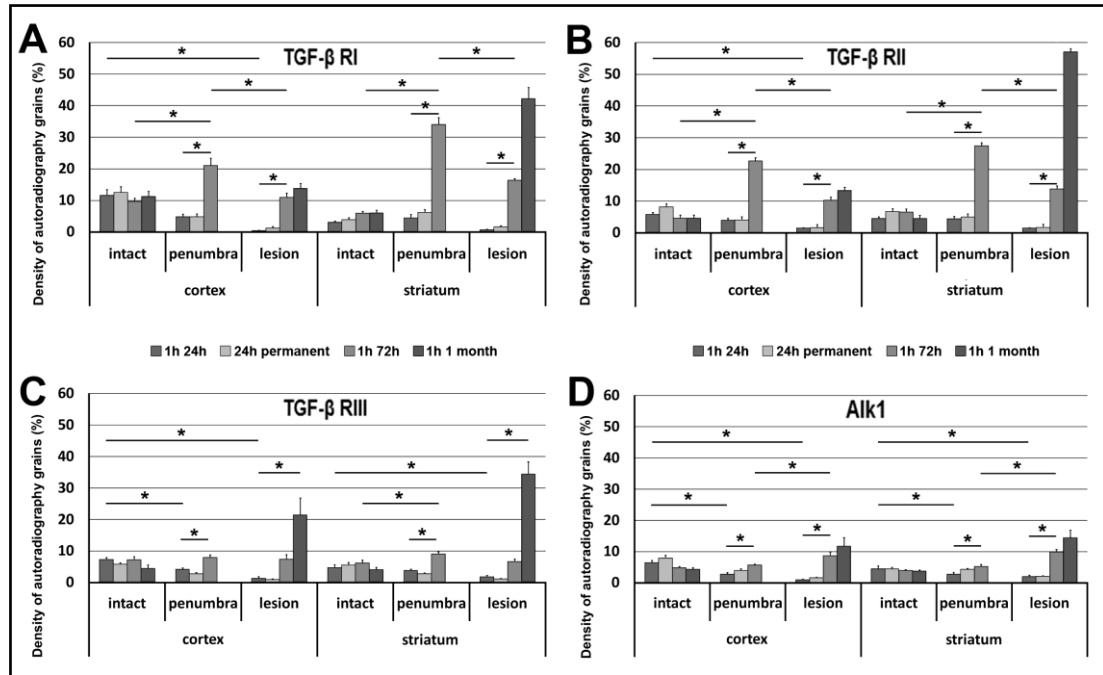 A
TGF-β RI
Density of autoradiography grains (%)
60
50
40
30
20
10
0
* * * * * * * *
intact penumbra lesion intact penumbra lesion
cortex striatum
B
TGF-β RII
Density of autoradiography grains (%)
60
50
40
30
20
10
0
* * * * * * * * *
intact penumbra lesion intact penumbra lesion
cortex striatum
1h 24h 24h permanent 1h 72h 1h 1 month
1h 24h 24h permanent 1h 72h 1h 1 month
C
TGF-β RIII
Density of autoradiography grains (%)
60
50
40
30
20
10
0
* * * * * * * *
intact penumbra lesion intact penumbra lesion
cortex striatum
D
Alk1
Density of autoradiography grains (%)
60
50
40
30
20
10
0
* * * * * * * * * *
intact penumbra lesion intact penumbra lesion
cortex striatum